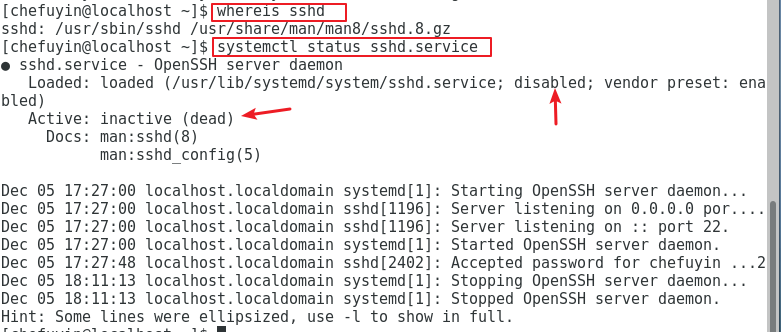 [chefuyin@localhost ~]$ whereis sshd
sshd: /usr/sbin/sshd /usr/share/man/man8/sshd.8.gz
[chefuyin@localhost ~]$ systemctl status sshd.service
● sshd.service - OpenSSH server daemon
   Loaded: loaded (/usr/lib/systemd/system/sshd.service; disabled; vendor preset: ena
bled)
   Active: inactive (dead)
     Docs: man:sshd(8)
           man:sshd_config(5)

Dec 05 17:27:00 localhost.localdomain systemd[1]: Starting OpenSSH server daemon...
Dec 05 17:27:00 localhost.localdomain sshd[1196]: Server listening on 0.0.0.0 por....
Dec 05 17:27:00 localhost.localdomain sshd[1196]: Server listening on :: port 22.
Dec 05 17:27:00 localhost.localdomain systemd[1]: Started OpenSSH server daemon.
Dec 05 17:27:48 localhost.localdomain sshd[2402]: Accepted password for chefuyin ...2
Dec 05 18:11:13 localhost.localdomain systemd[1]: Stopping OpenSSH server daemon...
Dec 05 18:11:13 localhost.localdomain systemd[1]: Stopped OpenSSH server daemon.
Hint: Some lines were ellipsized, use -l to show in full.
[chefuyin@localhost ~]$